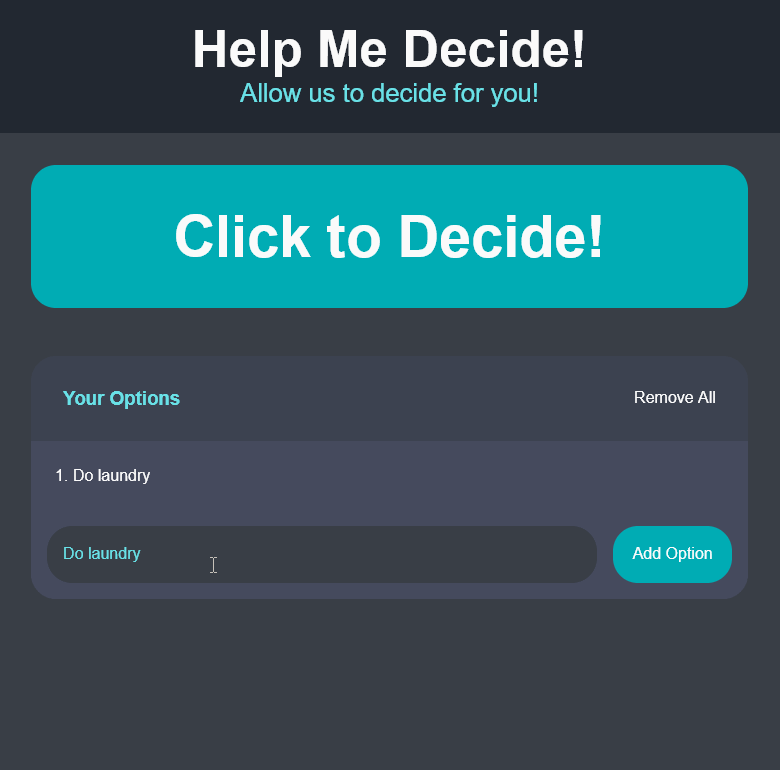 Help Me Decide!
Allow us to decide for you!
Click to Decide!
Your Options
Remove All
1. Do laundry
Do laundry
Add Option